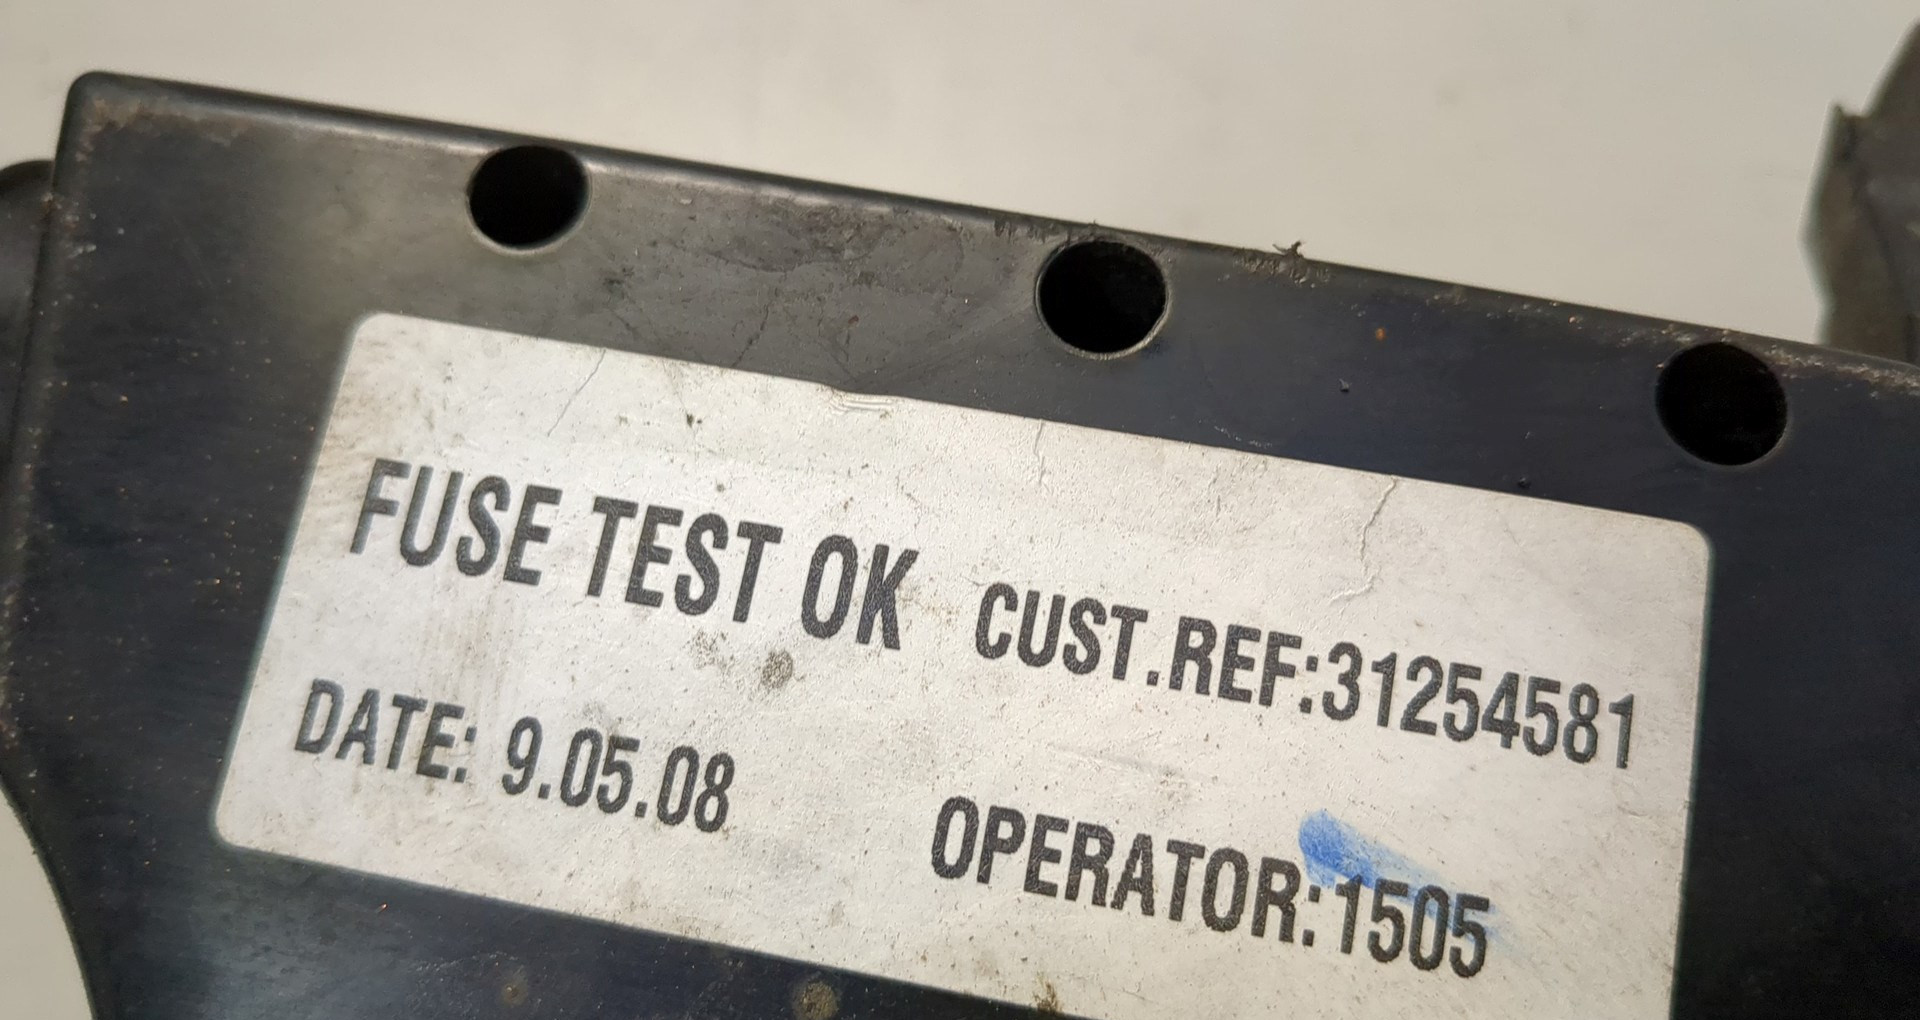 FUSE TEST OK CUST.REF:31254581
DATE: 9.05.08 OPERATOR:1505